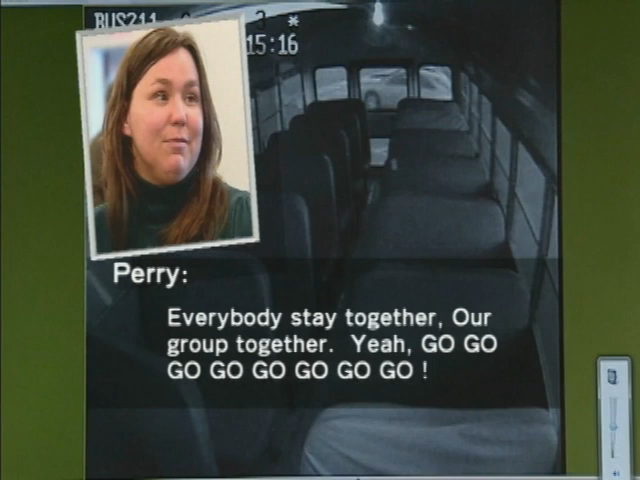 BUS211
15:16
Perry:
Everybody stay together, Our
group together. Yeah, GO GO
GO GO GO GO GO GO !